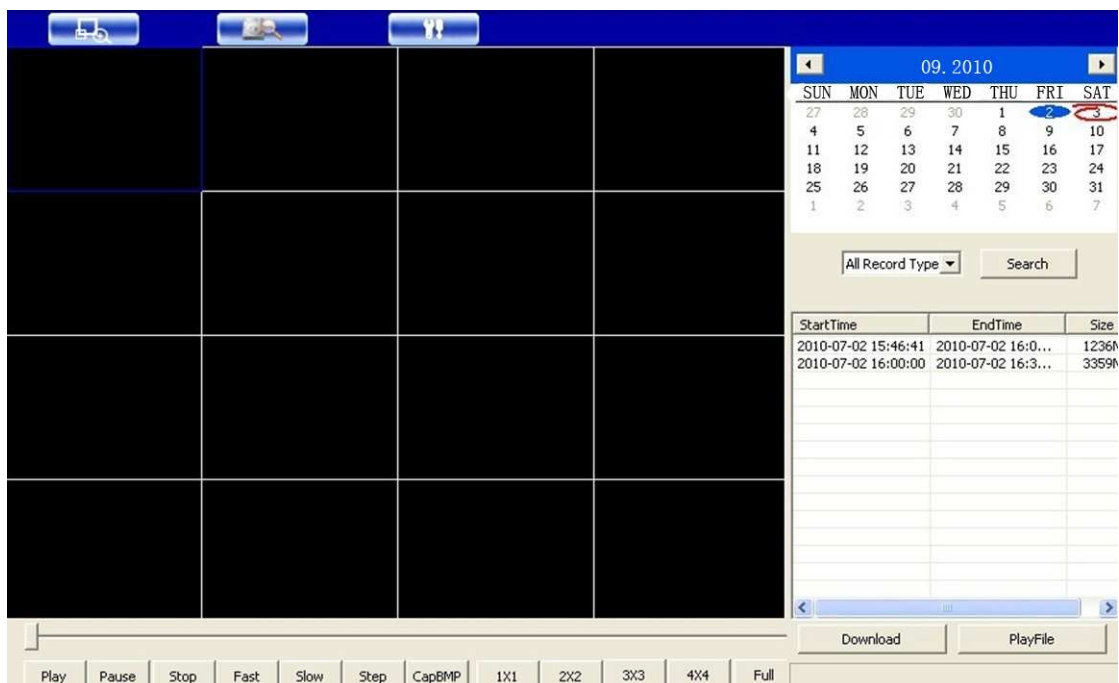 09. 2010
SUN MON TUE WED THU FRI SAT
27 28 29 30 1 2 3
4 5 6 7 8 9 10
11 12 13 14 15 16 17
18 19 20 21 22 23 24
25 26 27 28 29 30 31
1 2 3 4 5 6 7
All Record Type Search
StartTime EndTime Size
2010-07-02 15:46:41 2010-07-02 16:0... 1236M
2010-07-02 16:00:00 2010-07-02 16:3... 3359M
Download PlayFile
Play Pause Stop Fast Slow Step CapBMP 1X1 2X2 3X3 4X4 Full